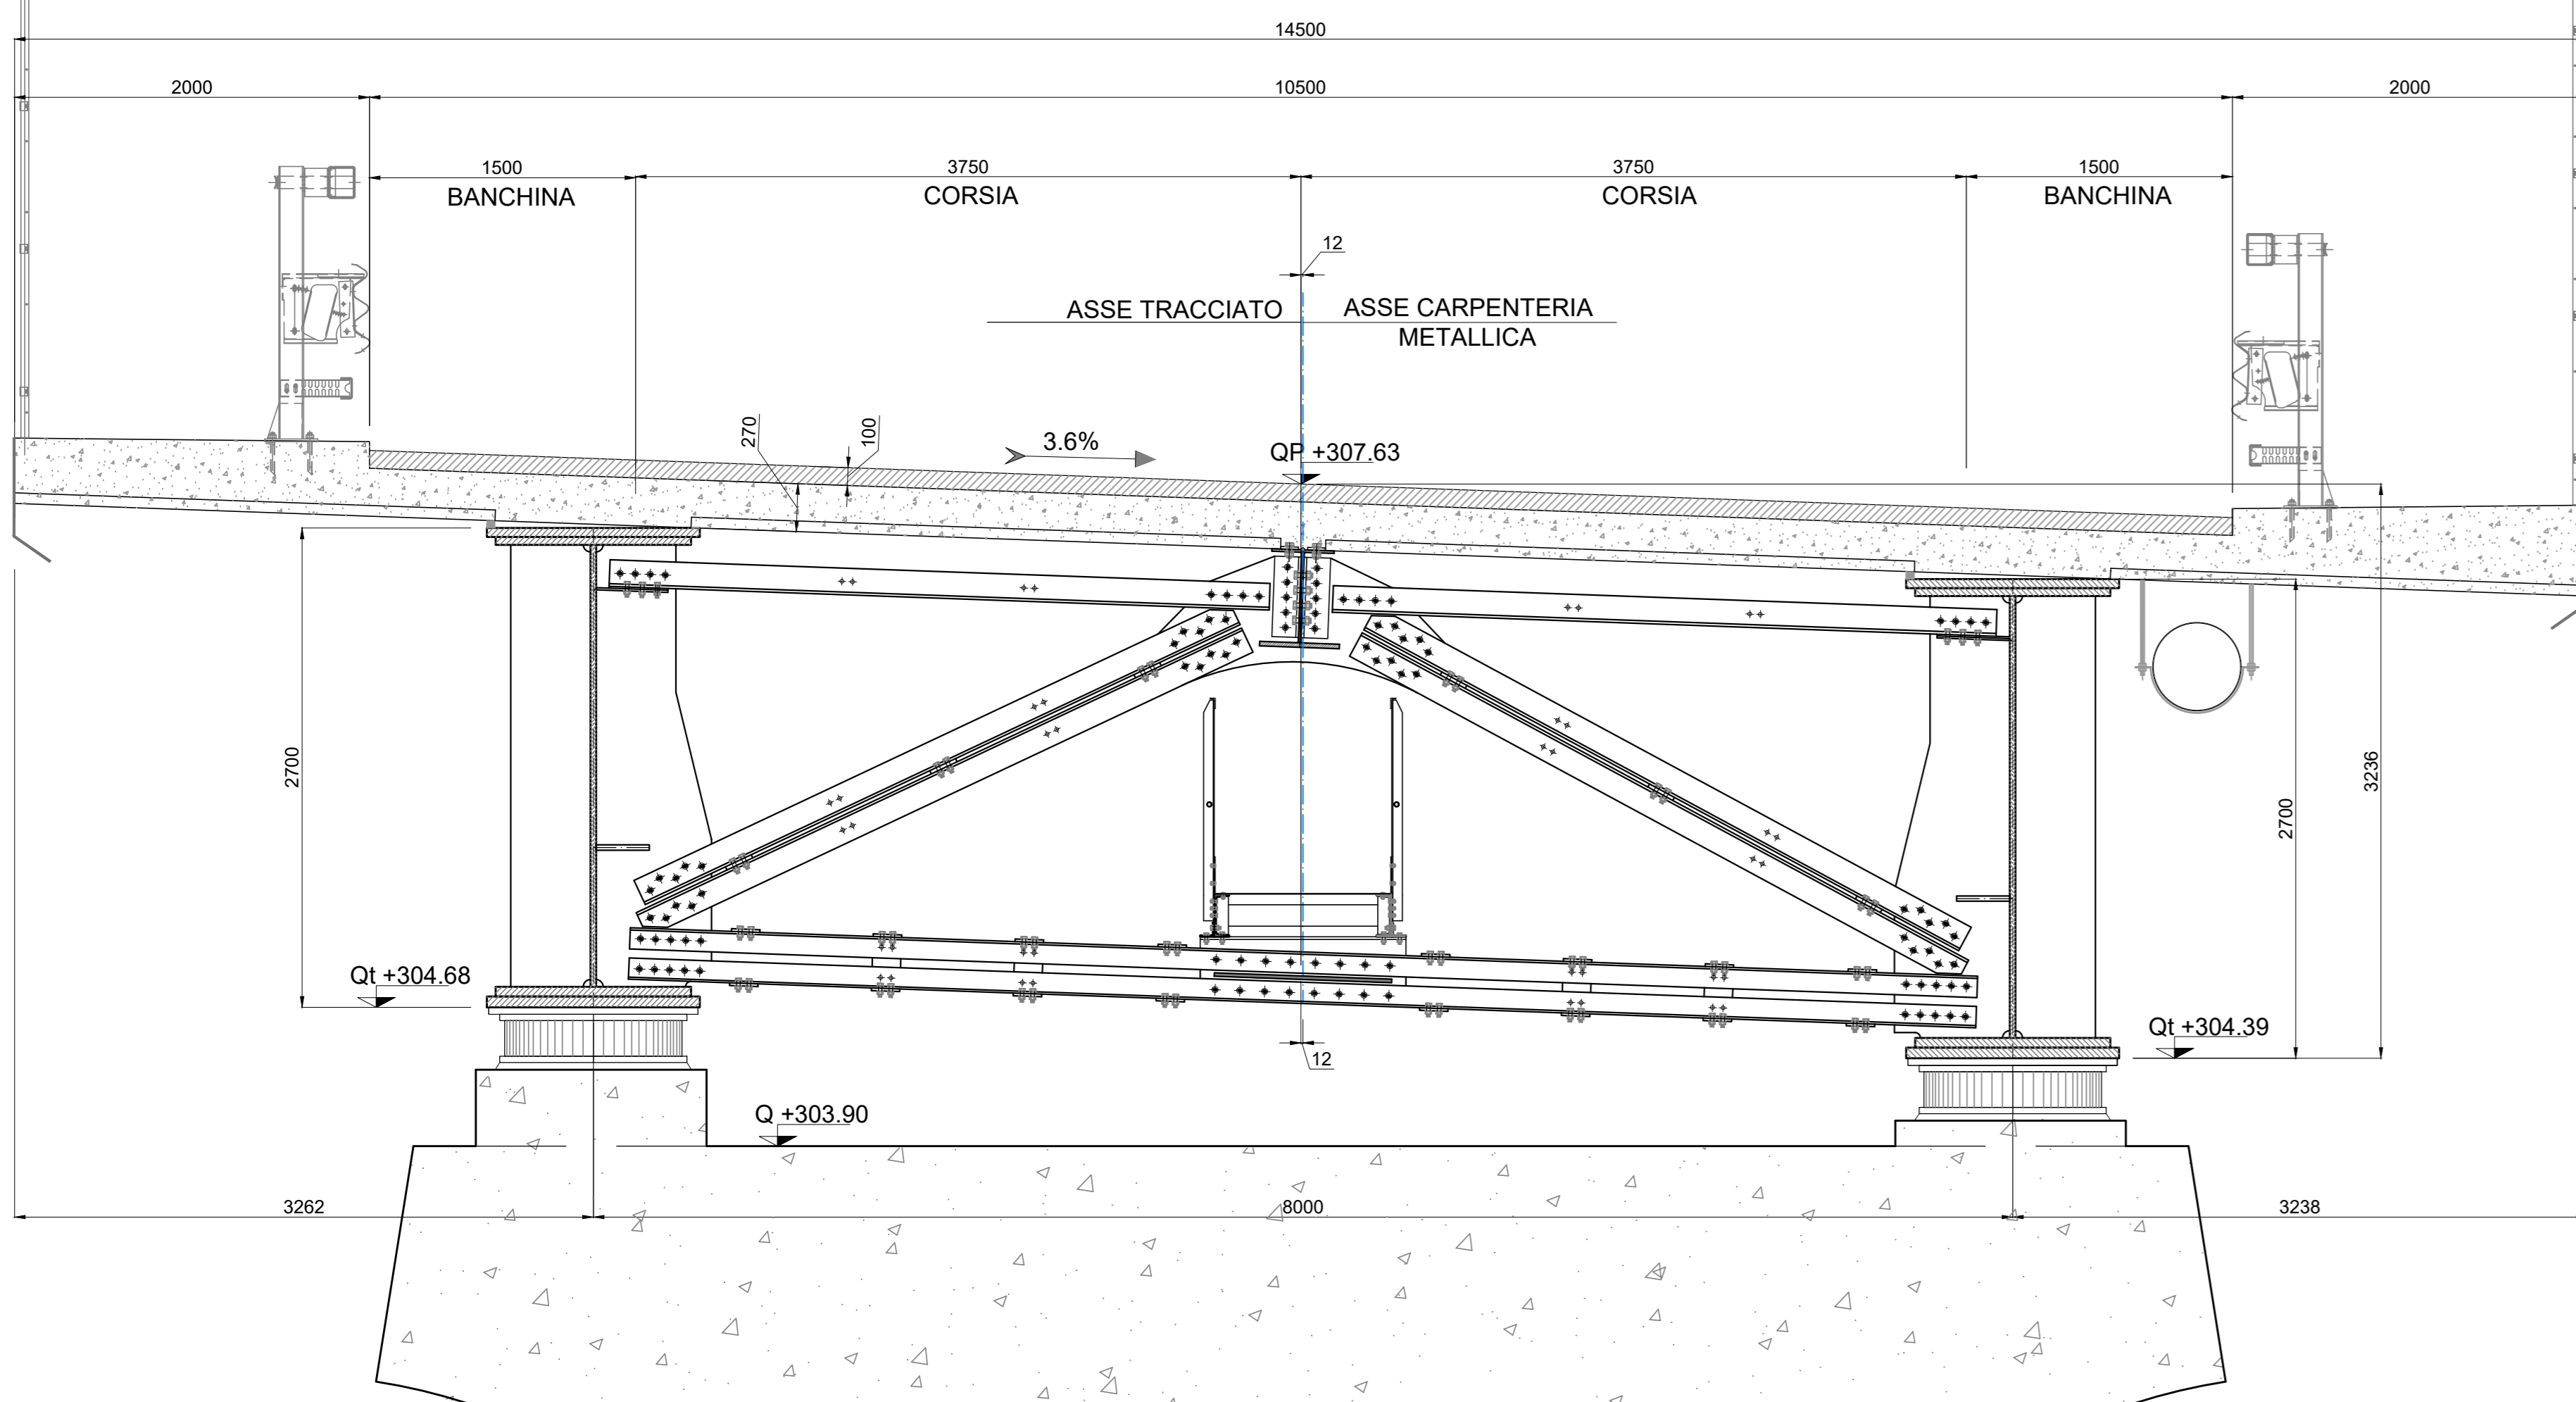 14500
2000
10500
2000
1500
3750
3750
1500
BANCHINA
CORSIA
CORSIA
BANCHINA
12
ASSE TRACCIATO
ASSE CARPENTERIA
METALLICA
270
100
3.6%
QP +307.63
2700
3236
2700
Qt +304.68
Qt +304.39
12
Q +303.90
3262
8000
3238